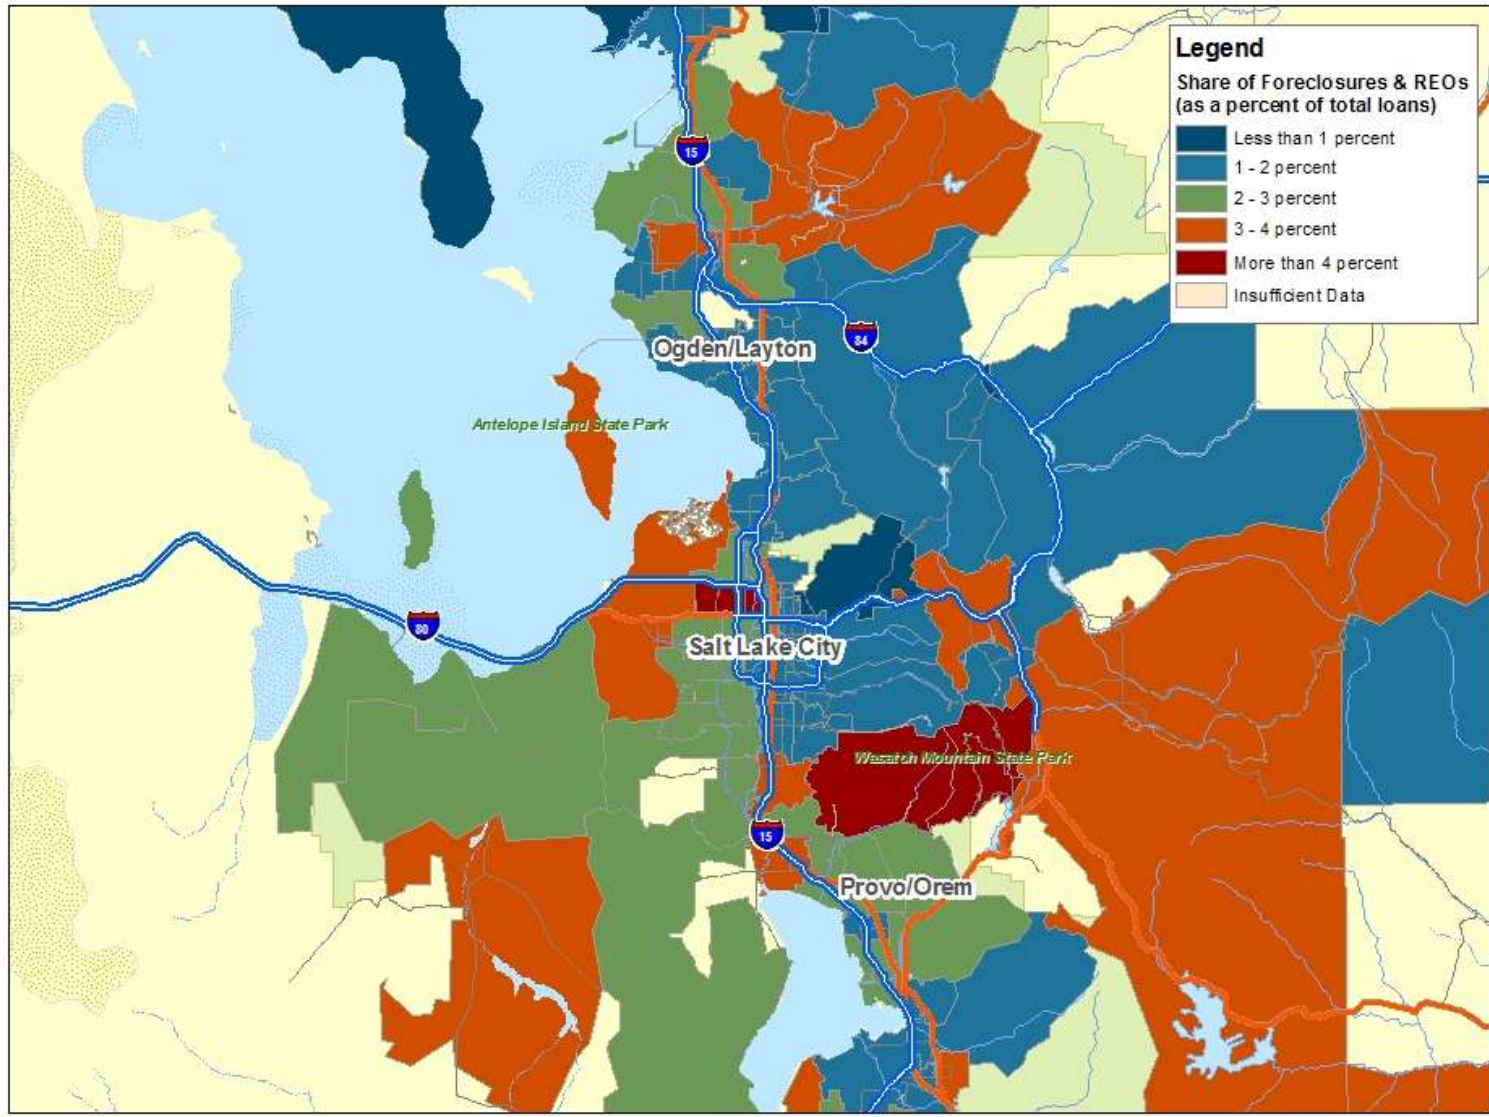 Legend
Share of Foreclosures & REOs
(as a percent of total loans)
Less than 1 percent
1 - 2 percent
2 - 3 percent
3 - 4 percent
More than 4 percent
Insufficient Data
15
84
Ogden/Layton
Antelope Island State Park
80
Salt Lake City
Wasatch Mountain State Park
15
Provo/Orem